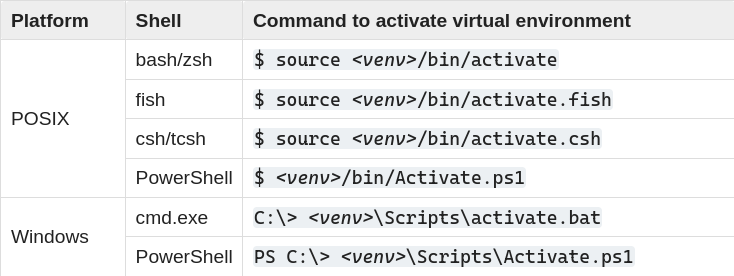 Platform Shell Command to activate virtual environment
bash/zsh $ source <venv>/bin/activate
fish $ source <venv>/bin/activate.fish
POSIX
csh/tcsh $ source <venv>/bin/activate.csh
PowerShell $ <venv>/bin/Activate.ps1
cmd.exe C:\> <venv>\Scripts\activate.bat
Windows
PowerShell PS C:\> <venv>\Scripts\Activate.ps1